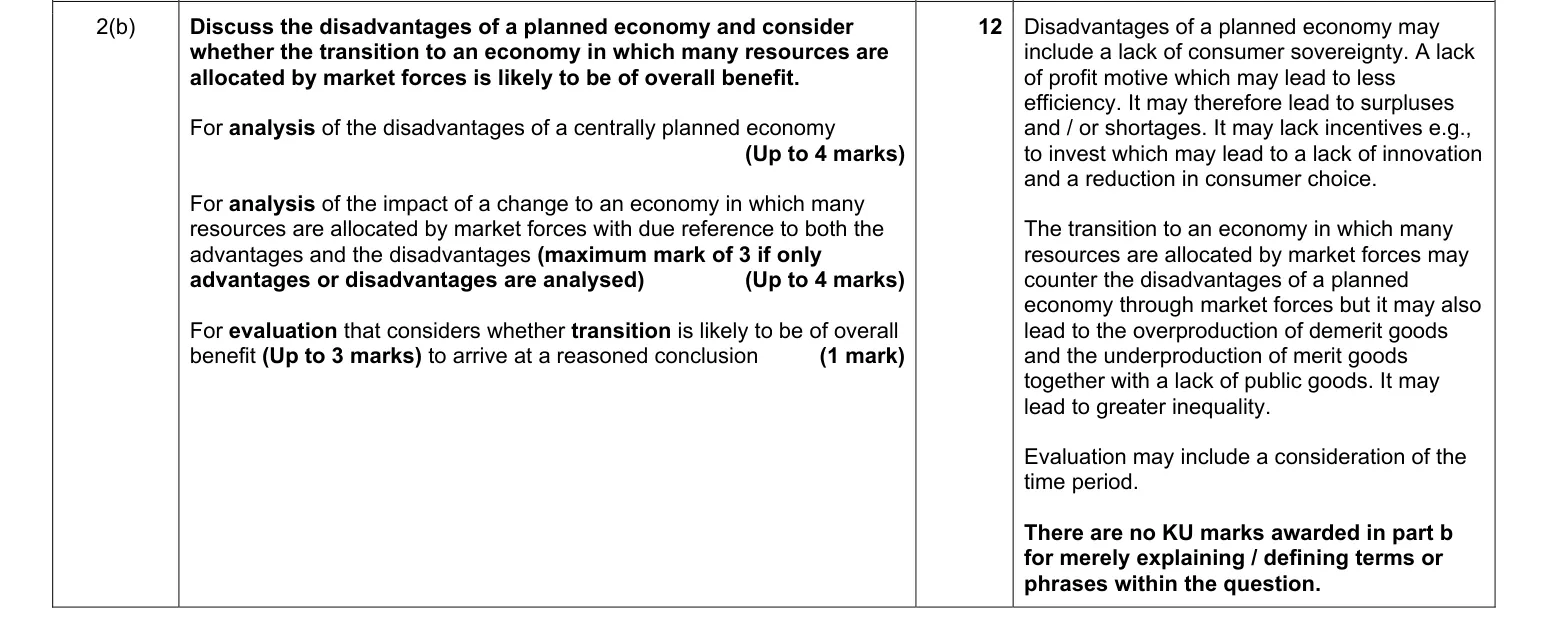 2(b)
Discuss the disadvantages of a planned economy and consider
whether the transition to an economy in which many resources are
allocated by market forces is likely to be of overall benefit.
For analysis of the disadvantages of a centrally planned economy
(Up to 4 marks)
For analysis of the impact of a change to an economy in which many
resources are allocated by market forces with due reference to both the
advantages and the disadvantages (maximum mark of 3 if only
advantages or disadvantages are analysed) (Up to 4 marks)
For evaluation that considers whether transition is likely to be of overall
benefit (Up to 3 marks) to arrive at a reasoned conclusion (1 mark)
12
Disadvantages of a planned economy may
include a lack of consumer sovereignty. A lack
of profit motive which may lead to less
efficiency. It may therefore lead to surpluses
and / or shortages. It may lack incentives e.g.,
to invest which may lead to a lack of innovation
and a reduction in consumer choice.
The transition to an economy in which many
resources are allocated by market forces may
counter the disadvantages of a planned
economy through market forces but it may also
lead to the overproduction of demerit goods
and the underproduction of merit goods
together with a lack of public goods. It may
lead to greater inequality.
Evaluation may include a consideration of the
time period.
There are no KU marks awarded in part b
for merely explaining / defining terms or
phrases within the question.